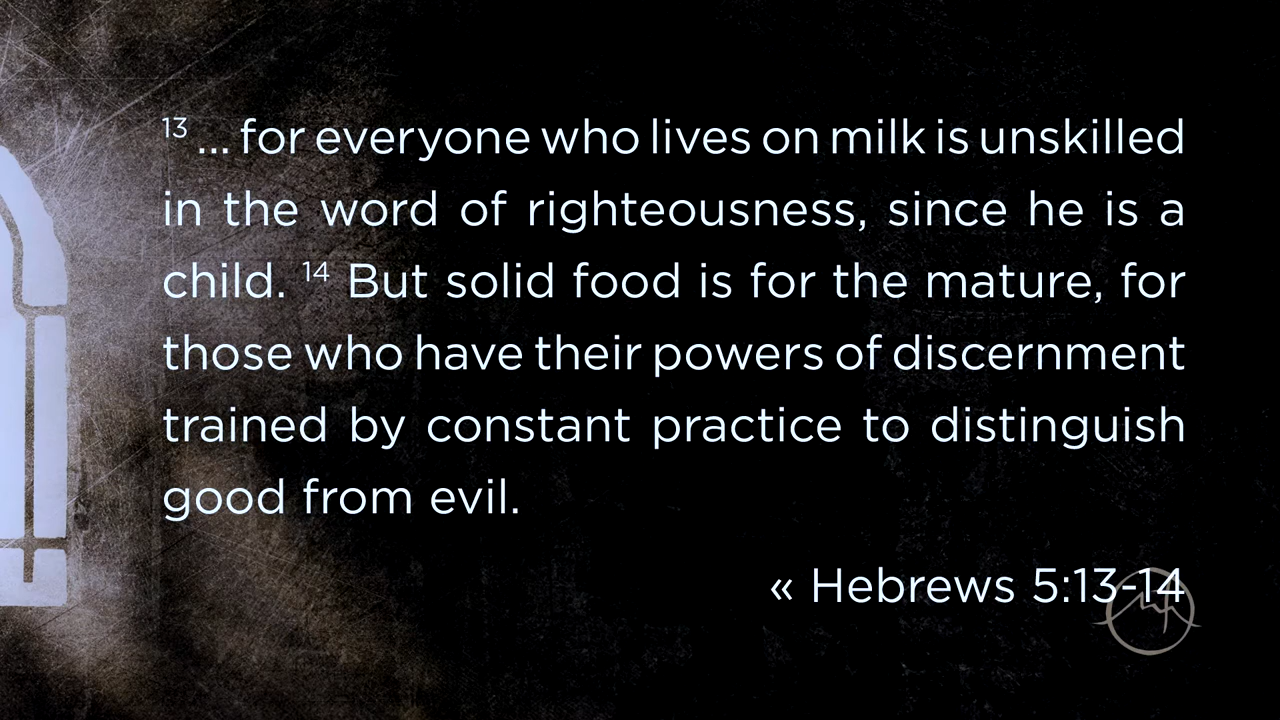 13 ... for everyone who lives on milk is unskilled
in the word of righteousness, since he is a
child. 14 But solid food is for the mature, for
those who have their powers of discernment
trained by constant practice to distinguish
good from evil.
« Hebrews 5:13-14